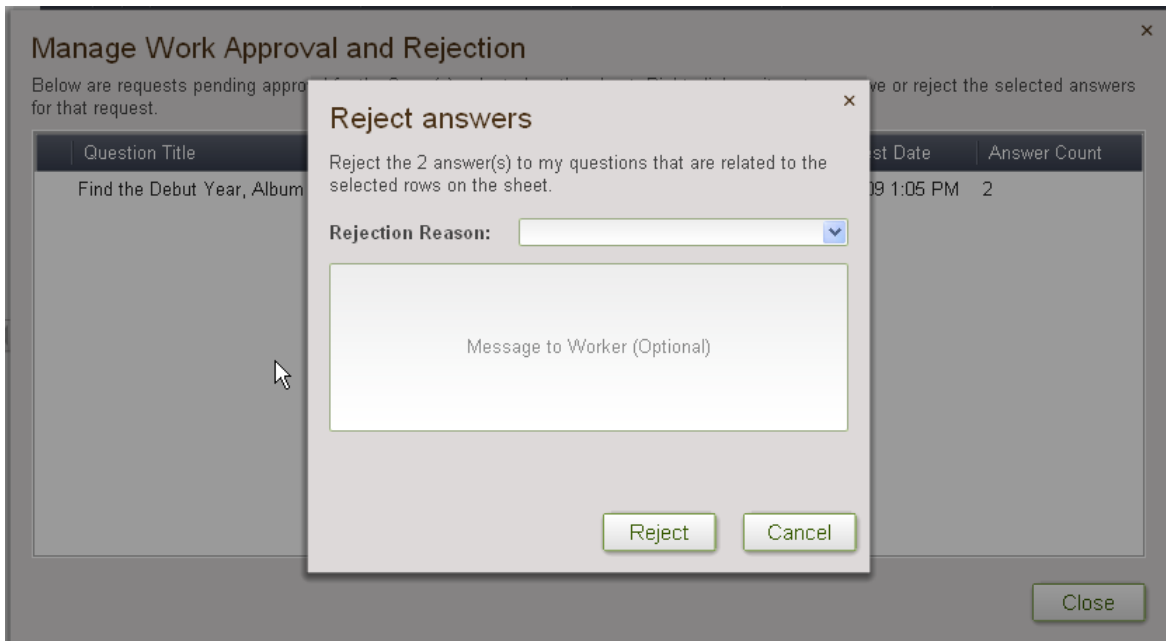 Manage Work Approval and Rejection
Below are requests pending appro
ve or reject the selected answers
for that request.
Question Title
st Date
Answer Count
Find the Debut Year, Album
09 1:05 PM
2
Reject answers
Reject the 2 answer(s) to my questions that are related to the
selected rows on the sheet.
Rejection Reason:
Message to Worker (Optional)
Reject
Cancel
Close